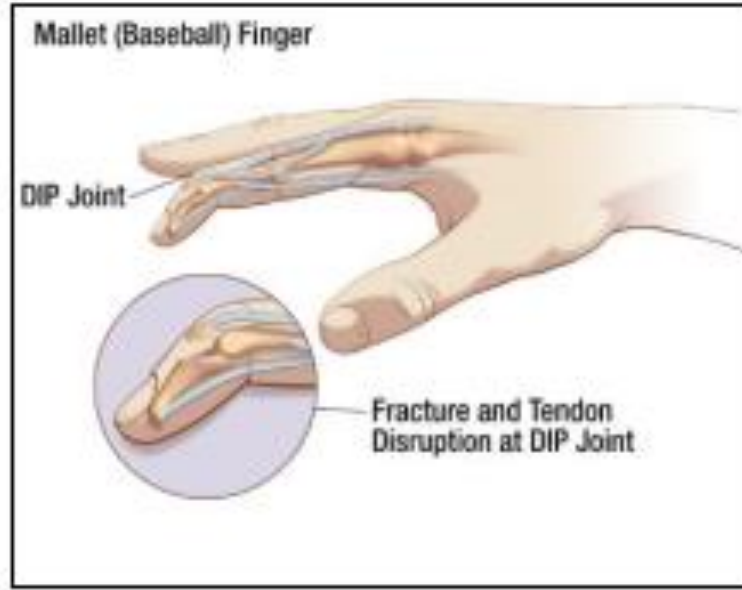 Mallet (Baseball) Finger
DIP Joint
Fracture and Tendon
Disruption at DIP Joint